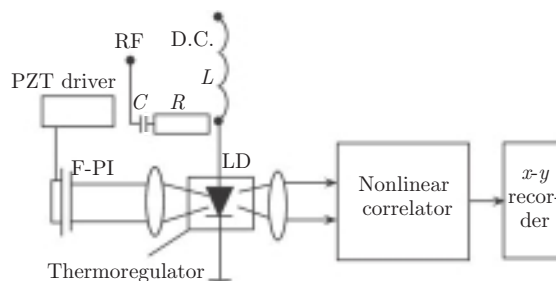 RF
D.C.
PZT driver
L
C
R
F-PI
LD
Nonlinear
correlator
x-y
recor-
der
Thermoregulator